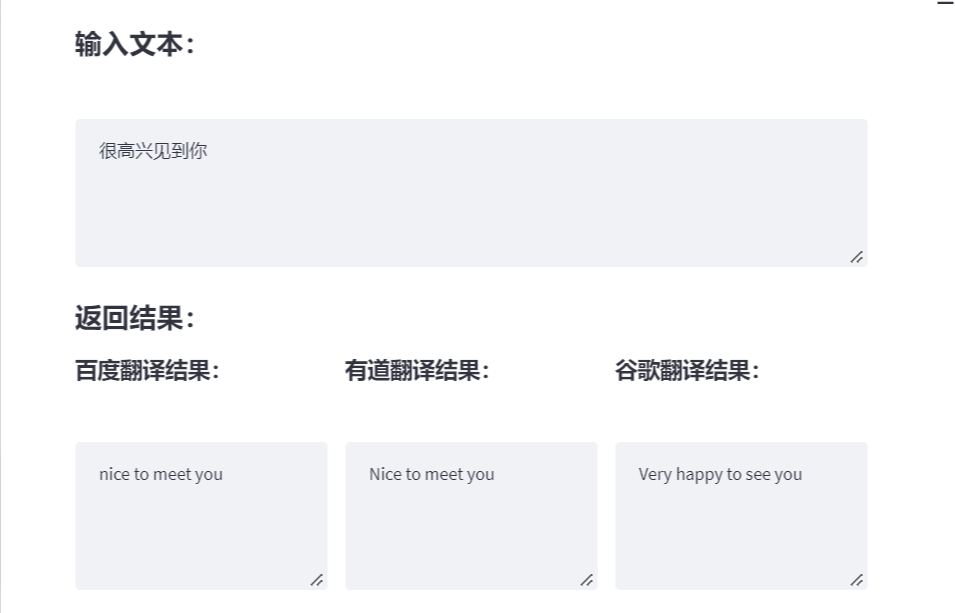 输入文本：
很高兴见到你
返回结果：
百度翻译结果：
有道翻译结果：
谷歌翻译结果：
nice to meet you
Nice to meet you
Very happy to see you